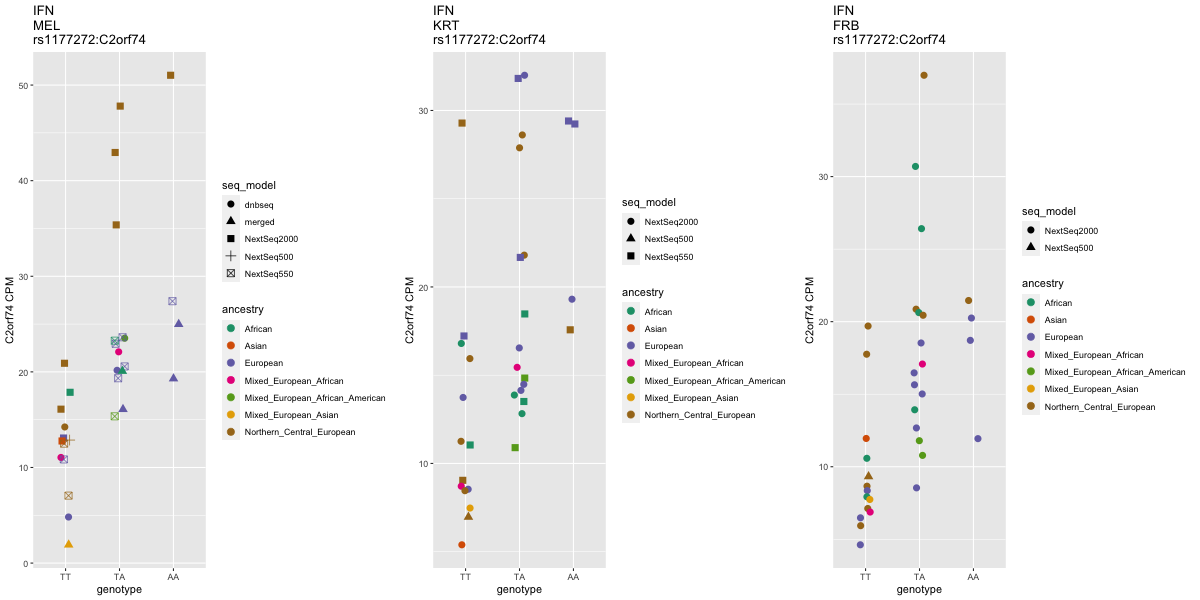 IFN
MEL
rs1177272:C2orf74
C2orf74 CPM
50
40
30
20
10
0
TT
TA
AA
genotype
seq_model
dnbseq
merged
NextSeq2000
NextSeq500
NextSeq550
ancestry
African
Asian
European
Mixed_European_African
Mixed_European_African_American
Mixed_European_Asian
Northern_Central_European
IFN
KRT
rs1177272:C2orf74
C2orf74 CPM
30
20
10
TT
TA
AA
genotype
seq_model
NextSeq2000
NextSeq500
NextSeq550
ancestry
African
Asian
European
Mixed_European_African
Mixed_European_African_American
Mixed_European_Asian
Northern_Central_European
IFN
FRB
rs1177272:C2orf74
C2orf74 CPM
30
20
10
TT
TA
AA
genotype
seq_model
NextSeq2000
NextSeq500
ancestry
African
Asian
European
Mixed_European_African
Mixed_European_African_American
Mixed_European_Asian
Northern_Central_European